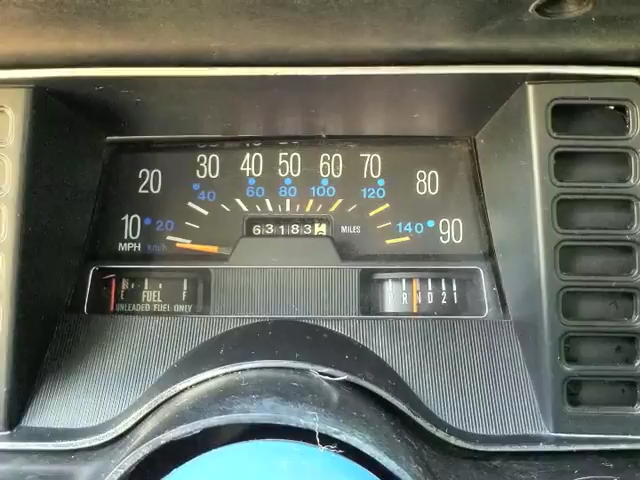 20 30 40 50 60 70 80
40 60 80 100 120
10 20 63183 MILES 140 90
MPH km/h
E FUEL F R N D 2 1
UNLEADED FUEL ONLY